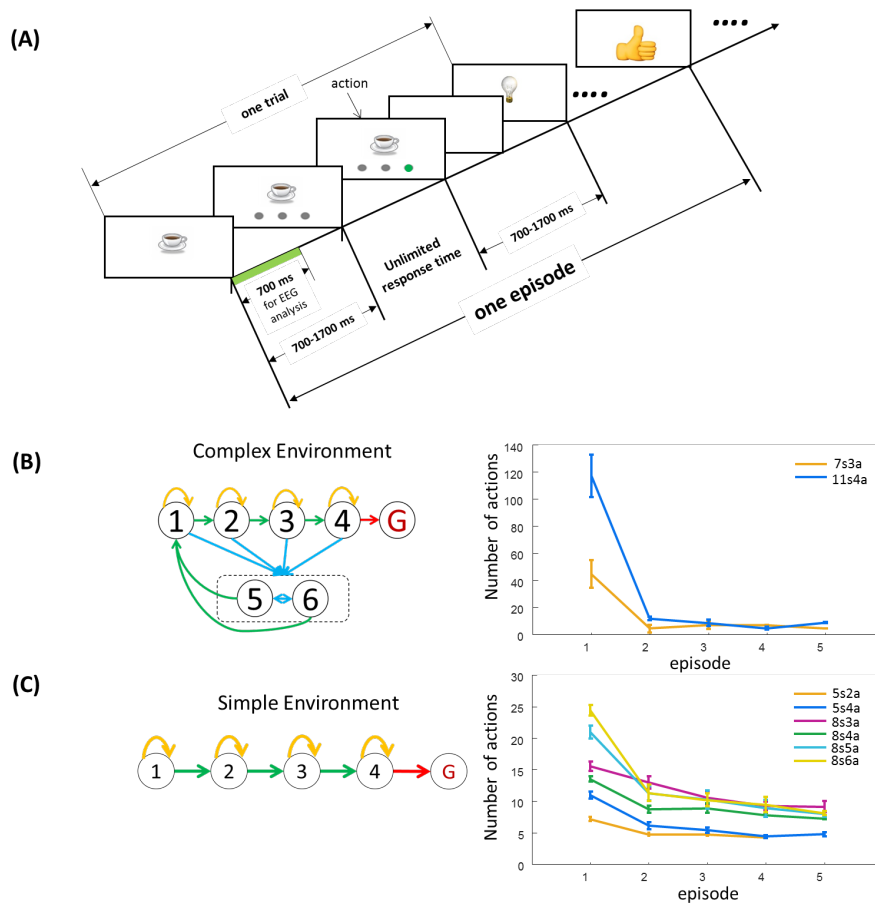 (A)
one trial
action
700 ms
for EEG
analysis
700-1700 ms
Unlimited
response time
700-1700 ms
one episode
(B)
Complex Environment
1 2 3 4 G
5 6
Number of actions
140
120
100
80
60
40
20
0
1 2 3 4 5
episode
7s3a
11s4a
(C)
Simple Environment
1 2 3 4 G
Number of actions
30
25
20
15
10
5
0
1 2 3 4 5
episode
5s2a
5s4a
8s3a
8s4a
8s5a
8s6a